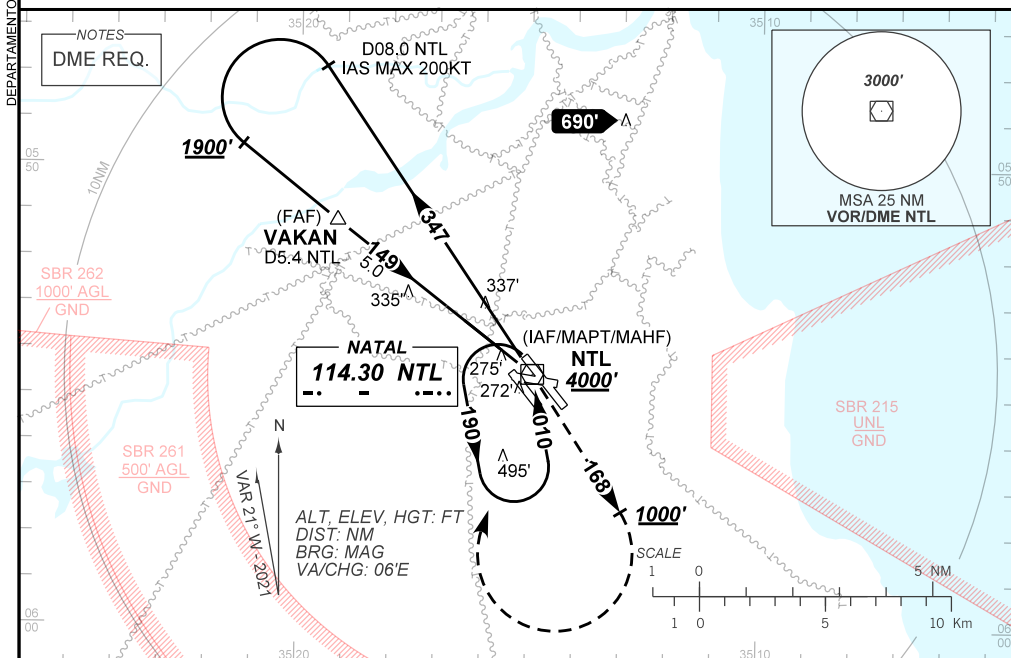 DEPARTAMENTO
35 20
35 10
NOTES
DME REQ.
D08.0 NTL
IAS MAX 200KT
3000'
MSA 25 NM
VOR/DME NTL
690'
1900'
05
50
05
50
10NM
347
(FAF)
VAKAN
D5.4 NTL
149
5.0
335'
337'
SBR 262
1000' AGL
GND
(IAF/MAPT/MAHF)
NTL
4000'
NATAL
114.30 NTL
275'
272'
190
010
495'
168
1000'
SBR 215
UNL
GND
SBR 261
500' AGL
GND
N
VAR 21° W - 2021
ALT, ELEV, HGT: FT
DIST: NM
BRG: MAG
VA/CHG: 06'E
SCALE
1 0 5 NM
1 0 5 10 Km
06
00
06
00
35 20
35 10